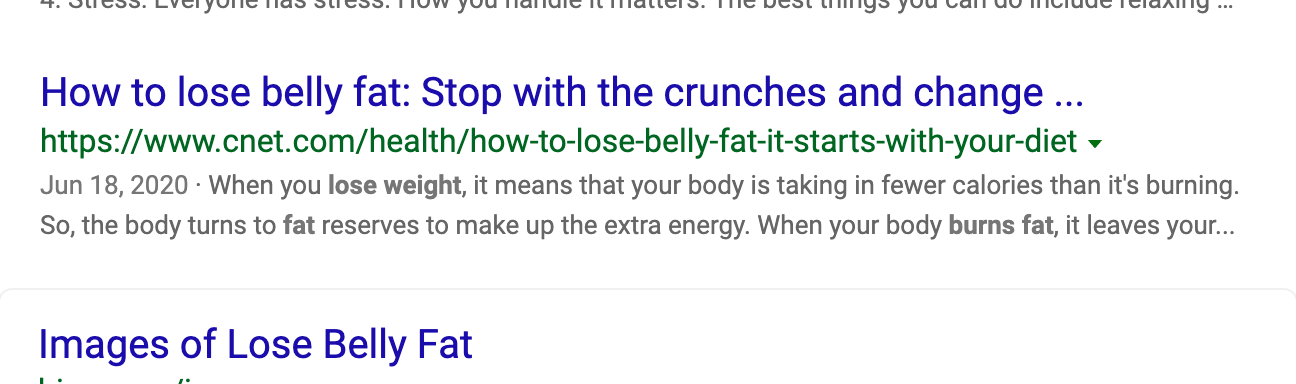 4. Stress. Everyone has stress. How you handle it matters. The best things you can do include relaxing ...
How to lose belly fat: Stop with the crunches and change ...
https://www.cnet.com/health/how-to-lose-belly-fat-it-starts-with-your-diet
Jun 18, 2020 · When you lose weight, it means that your body is taking in fewer calories than it's burning.
So, the body turns to fat reserves to make up the extra energy. When your body burns fat, it leaves your...
Images of Lose Belly Fat